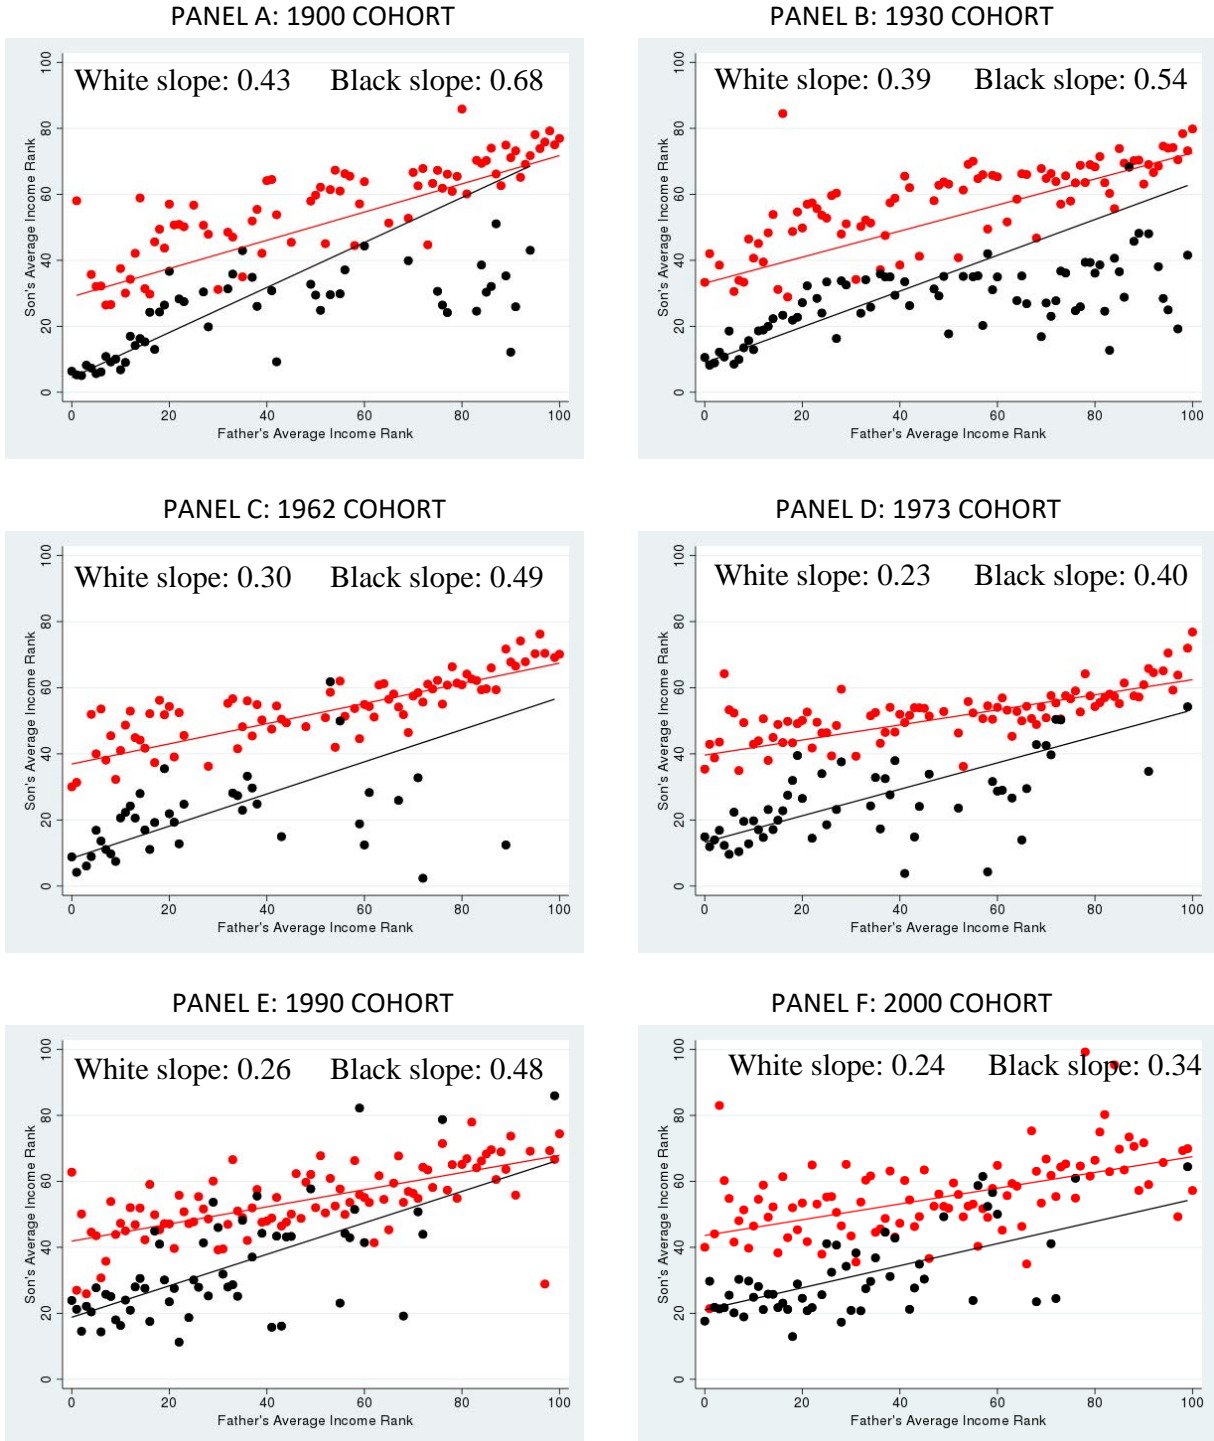 PANEL A: 1900 COHORT
White slope: 0.43 Black slope: 0.68
Son's Average Income Rank
100
80
60
40
20
0
0 20 40 60 80 100
Father's Average Income Rank
PANEL B: 1930 COHORT
White slope: 0.39 Black slope: 0.54
Son's Average Income Rank
100
80
60
40
20
0
0 20 40 60 80 100
Father's Average Income Rank
PANEL C: 1962 COHORT
White slope: 0.30 Black slope: 0.49
Son's Average Income Rank
100
80
60
40
20
0
0 20 40 60 80 100
Father's Average Income Rank
PANEL D: 1973 COHORT
White slope: 0.23 Black slope: 0.40
Son's Average Income Rank
100
80
60
40
20
0
0 20 40 60 80 100
Father's Average Income Rank
PANEL E: 1990 COHORT
White slope: 0.26 Black slope: 0.48
Son's Average Income Rank
100
80
60
40
20
0
0 20 40 60 80 100
Father's Average Income Rank
PANEL F: 2000 COHORT
White slope: 0.24 Black slope: 0.34
Son's Average Income Rank
100
80
60
40
20
0
0 20 40 60 80 100
Father's Average Income Rank